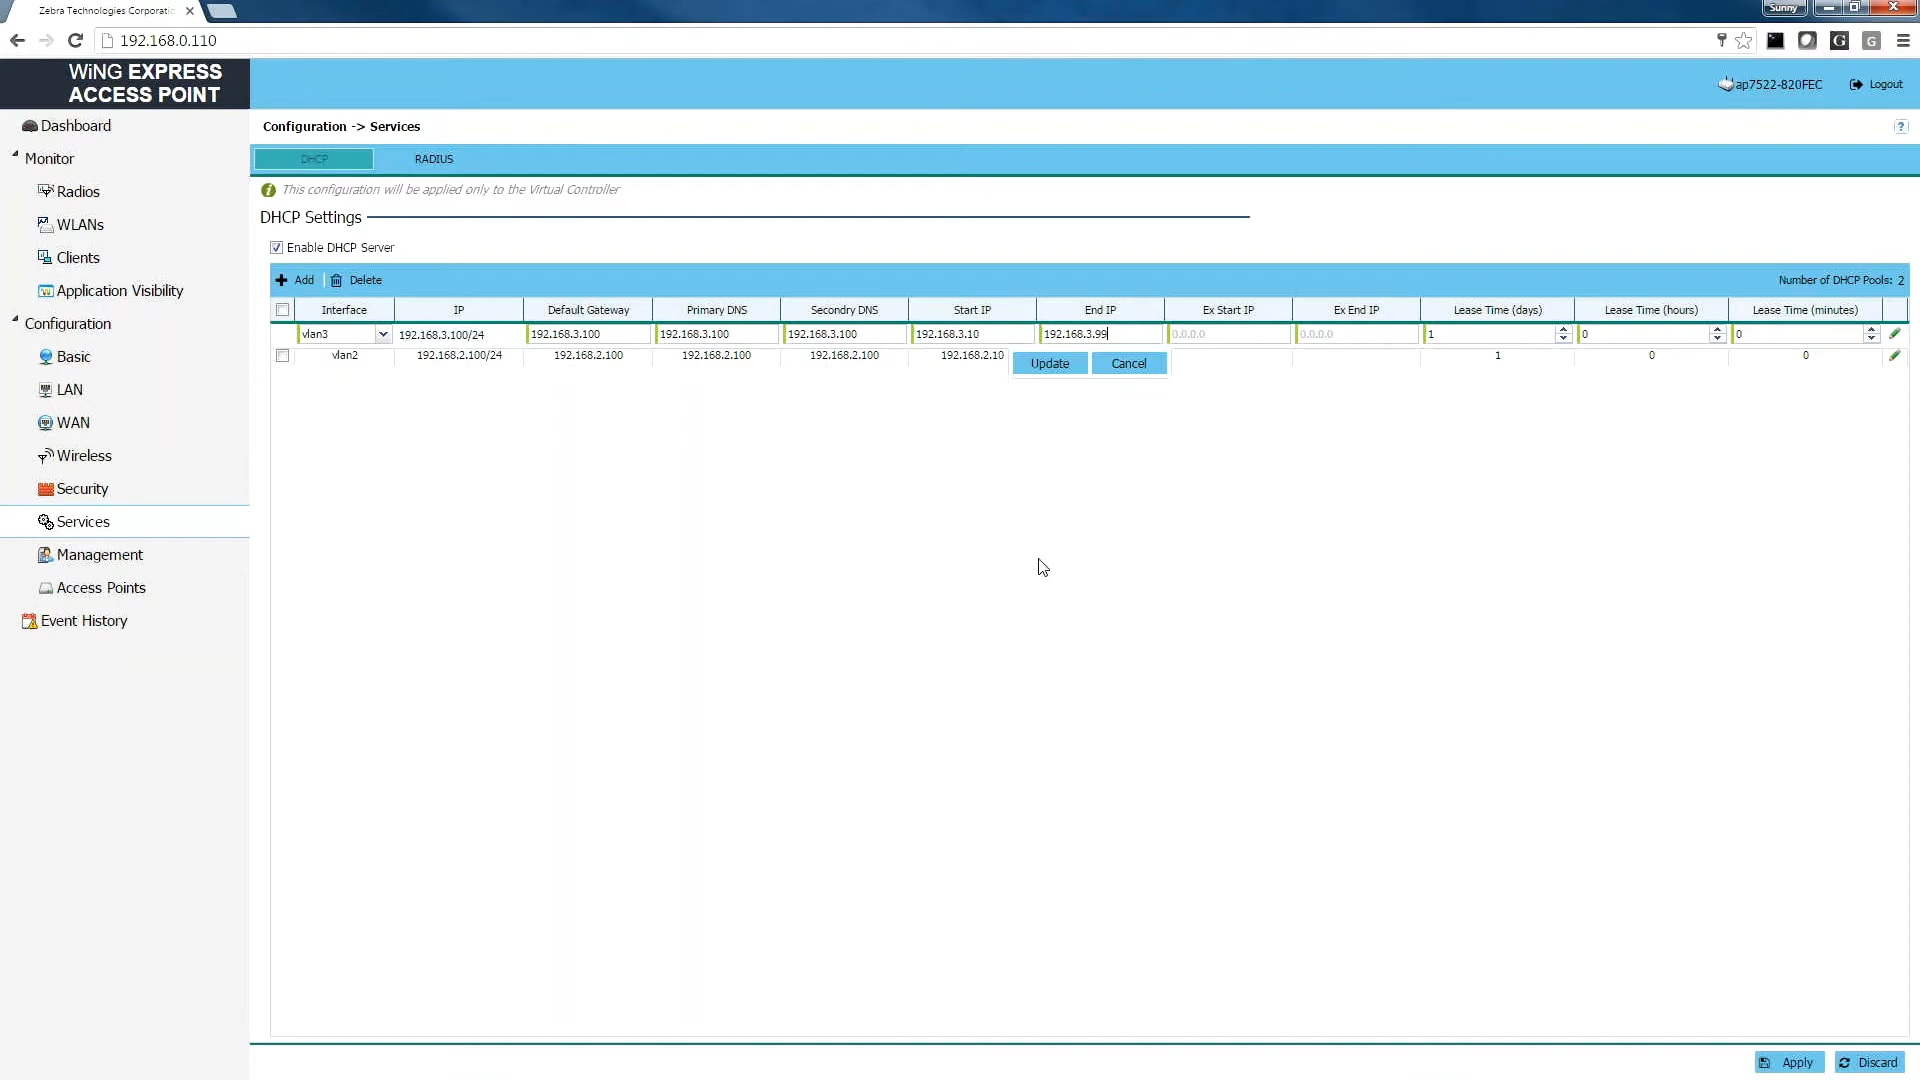 Zebra Technologies Corporatio
Sunny
192.168.0.110
WiNG EXPRESS
ACCESS POINT
ap7522-820FEC
Logout
Dashboard
Monitor
Radios
WLANs
Clients
Application Visibility
Configuration
Basic
LAN
WAN
Wireless
Security
Services
Management
Access Points
Event History
Configuration -> Services
?
DHCP RADIUS
This configuration will be applied only to the Virtual Controller
DHCP Settings
Enable DHCP Server
Add Delete Number of DHCP Pools: 2
Interface IP Default Gateway Primary DNS Secondry DNS Start IP End IP Ex Start IP Ex End IP Lease Time (days) Lease Time (hours) Lease Time (minutes)
vlan3 192.168.3.100/24 192.168.3.100 192.168.3.100 192.168.3.100 192.168.3.10 192.168.3.99 0.0.0.0 0.0.0.0 1 0 0
vlan2 192.168.2.100/24 192.168.2.100 192.168.2.100 192.168.2.100 192.168.2.10 1 0 0
Update Cancel
Apply Discard